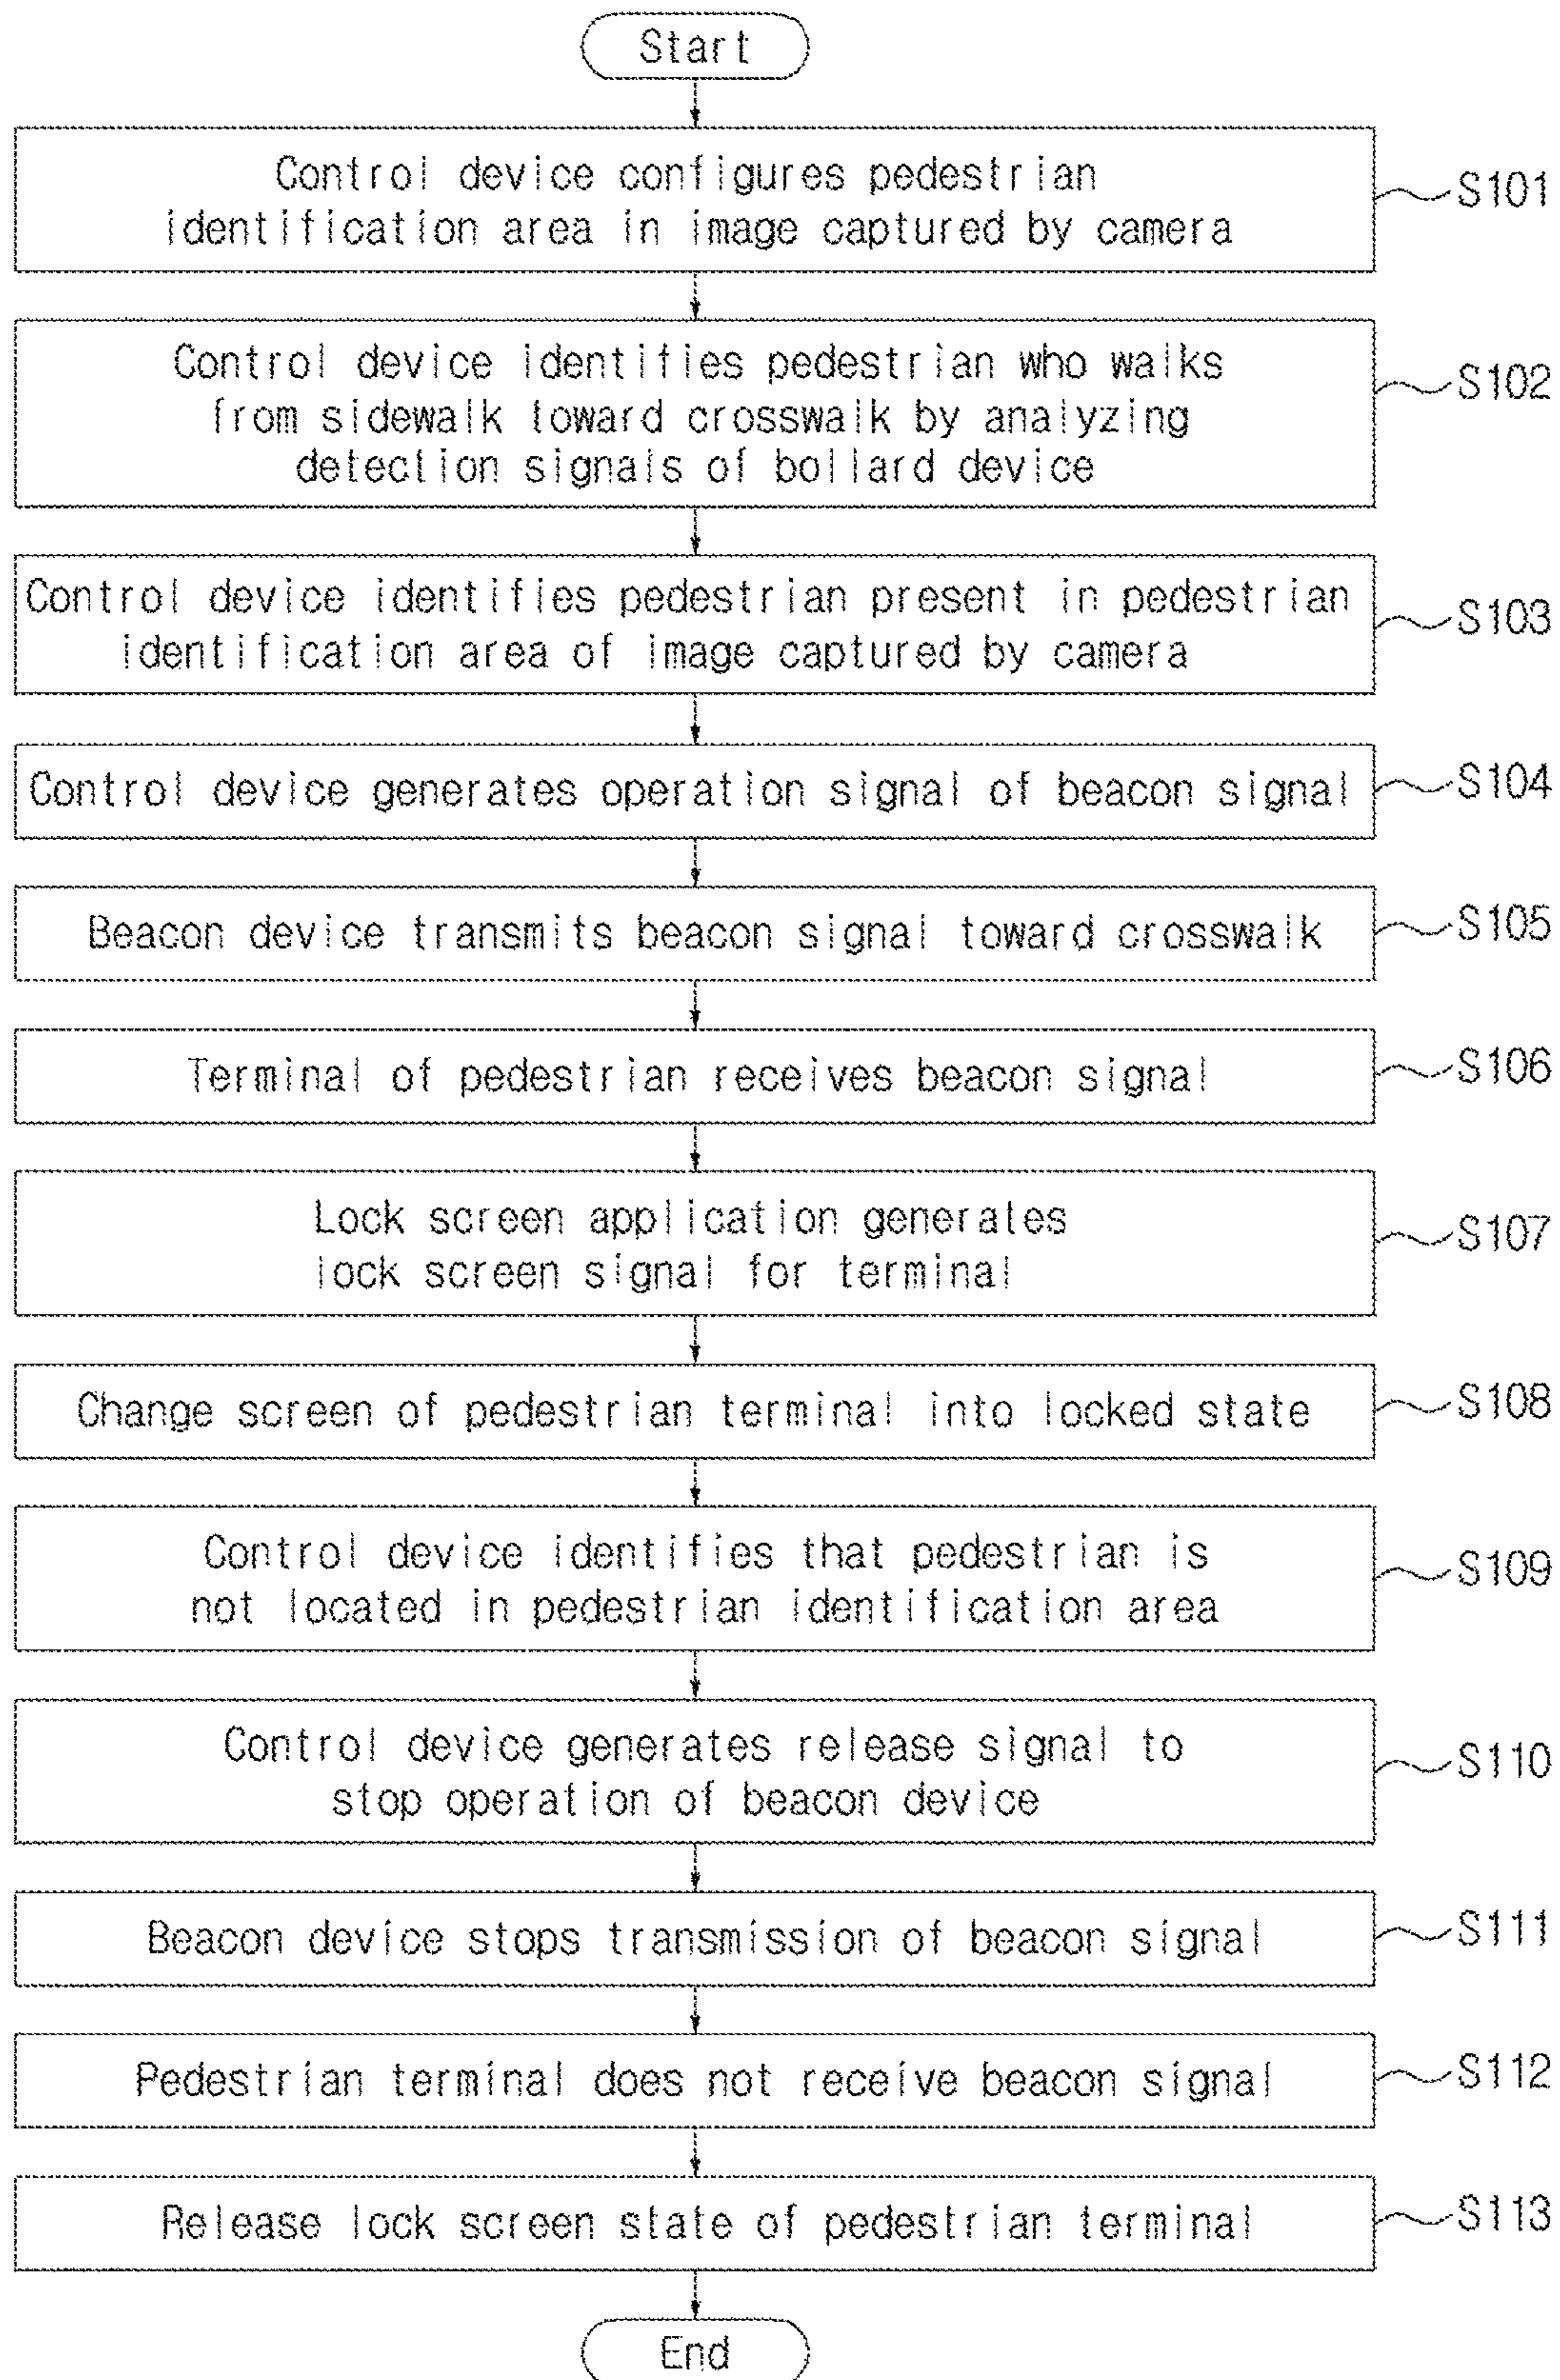 Start
Control device configures pedestrian
identification area in image captured by camera
S101
Control device identifies pedestrian who walks
from sidewalk toward crosswalk by analyzing
detection signals of bollard device
S102
Control device identifies pedestrian present in pedestrian
identification area of image captured by camera
S103
Control device generates operation signal of beacon signal
S104
Beacon device transmits beacon signal toward crosswalk
S105
Terminal of pedestrian receives beacon signal
S106
Lock screen application generates
lock screen signal for terminal
S107
Change screen of pedestrian terminal into locked state
S108
Control device identifies that pedestrian is
not located in pedestrian identification area
S109
Control device generates release signal to
stop operation of beacon device
S110
Beacon device stops transmission of beacon signal
S111
Pedestrian terminal does not receive beacon signal
S112
Release lock screen state of pedestrian terminal
S113
End